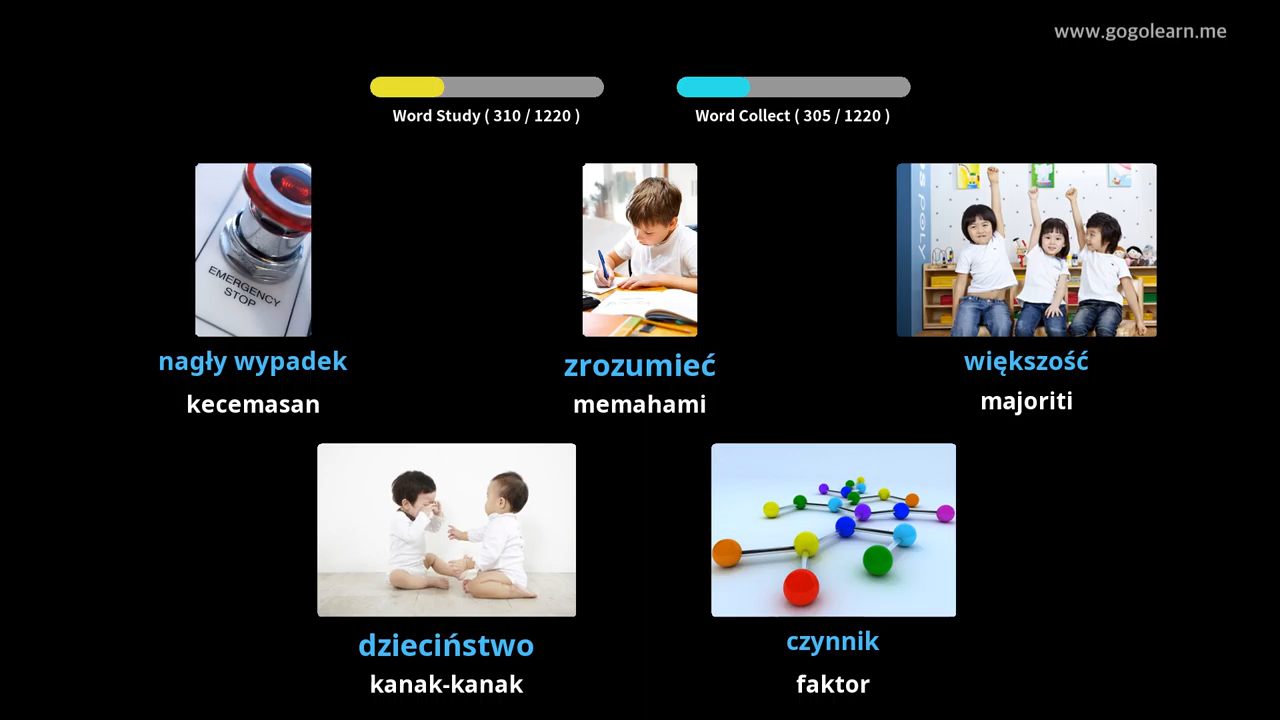 www.gogolearn.me
Word Study ( 310 / 1220 )
Word Collect ( 305 / 1220 )
EMERGENCY
STOP
nagły wypadek
kecemasan
zrozumieć
memahami
większość
majoriti
dzieciństwo
kanak-kanak
czynnik
faktor